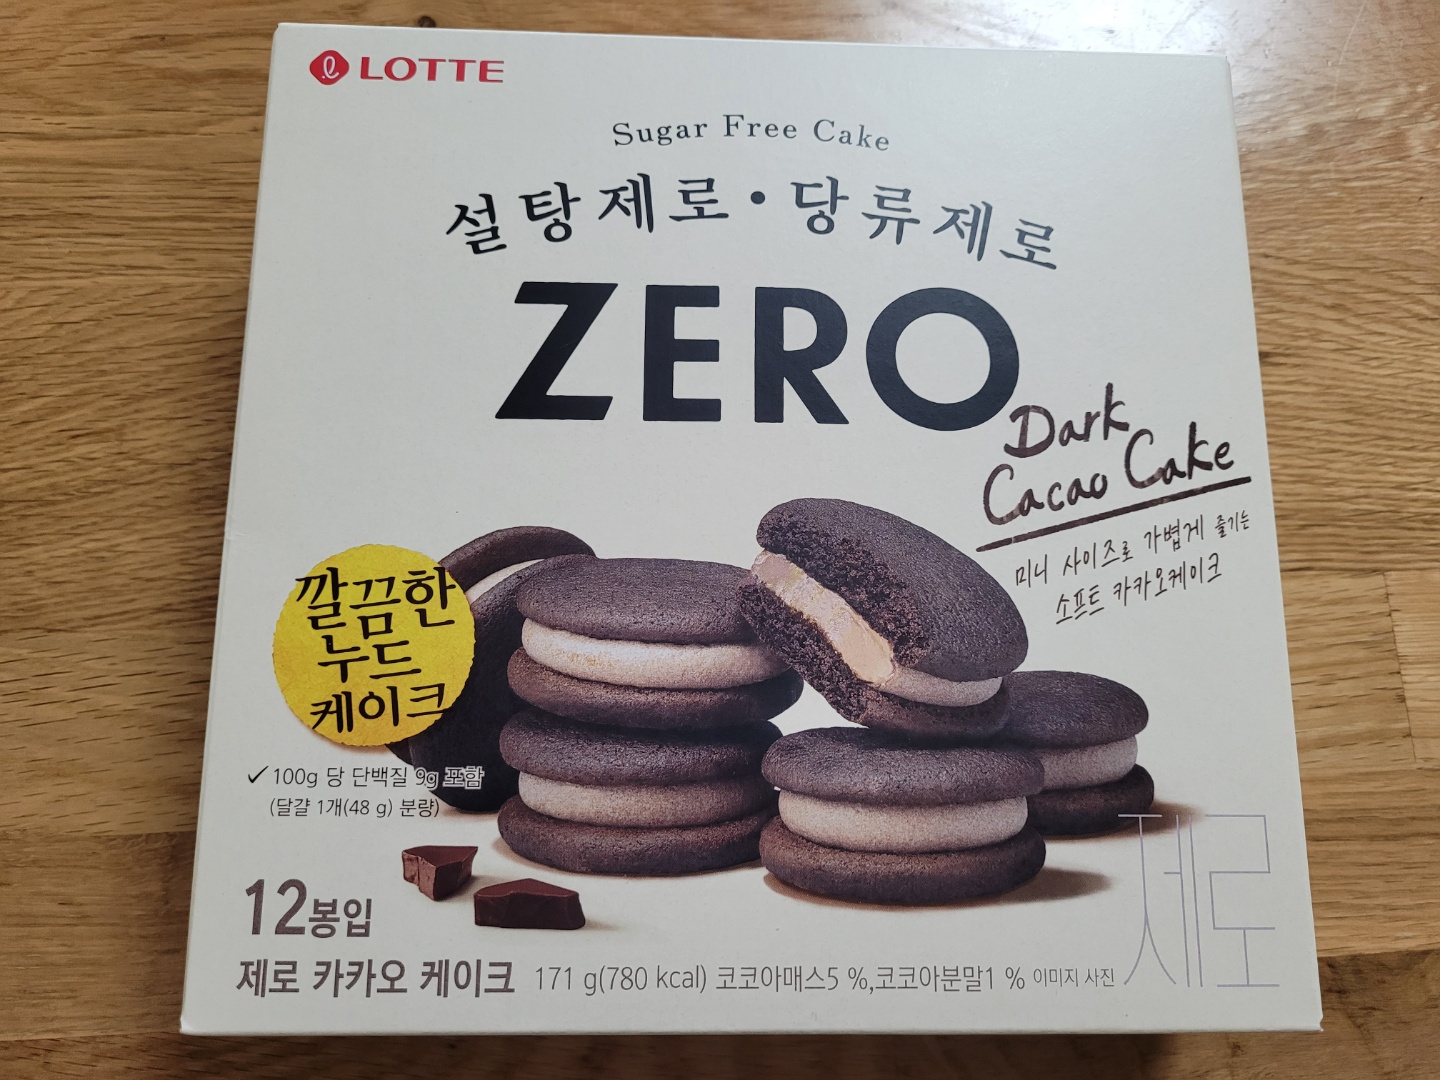 LOTTE
Sugar Free Cake
설탕제로·당류제로
ZERO
Dark
Cacao Cake
미니 사이즈로 가볍게 즐기는
소프트 카카오케이크
깔끔한
누드
케이크
✓100g 당 단백질 9g 포함
(달걀 1개(48 g) 분량)
12봉입
제로 카카오 케이크 171 g(780 kcal) 코코아매스5 %,코코아분말1 % 이미지 사진
제로